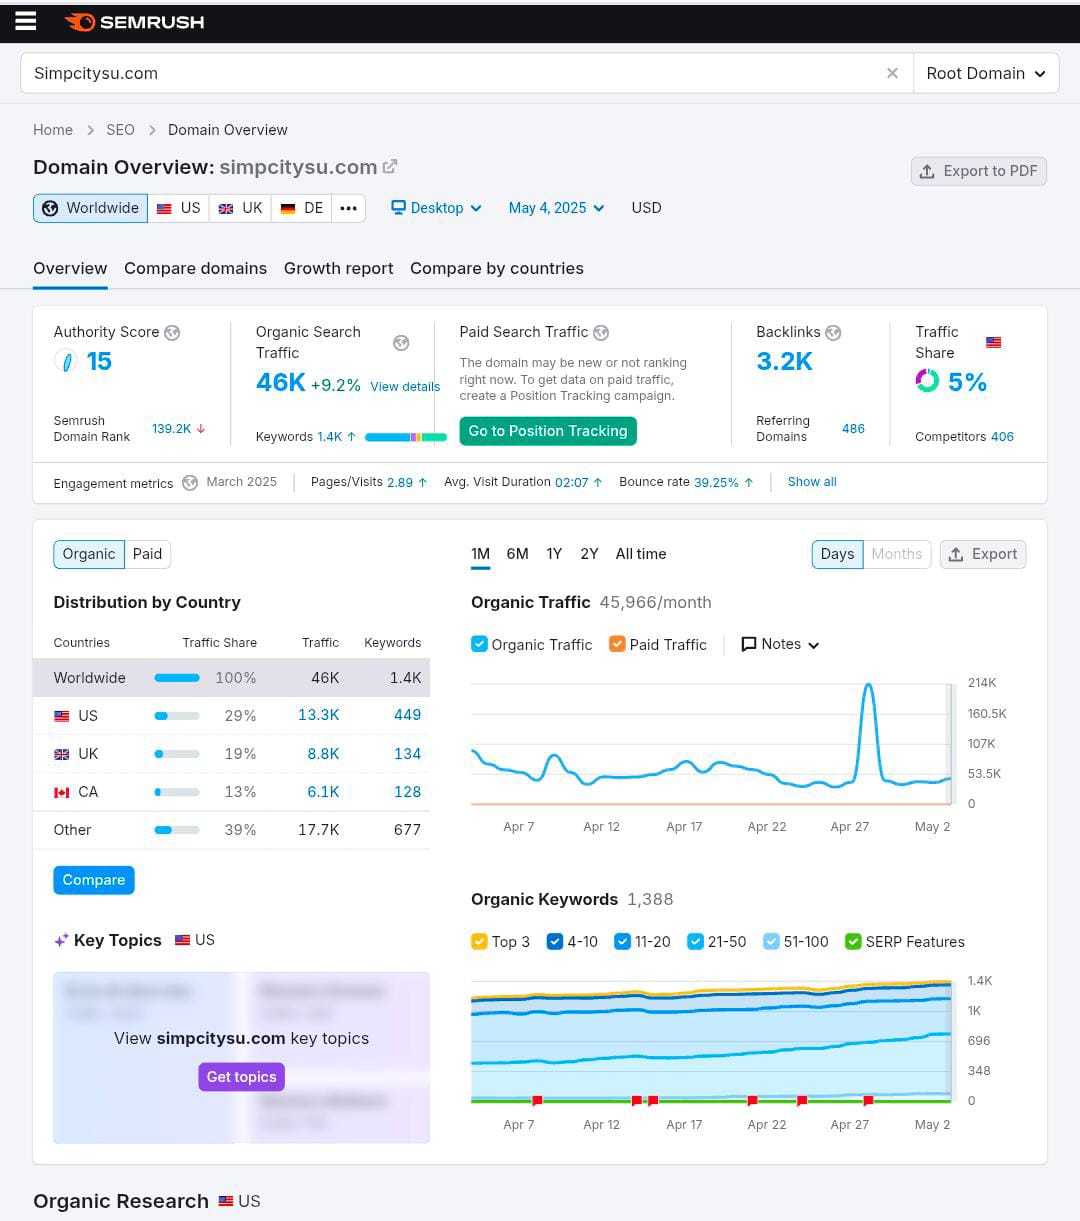 SEMRUSH
Simpcitysu.com
Root Domain
Home > SEO > Domain Overview
Domain Overview: simpcitysu.com
Export to PDF
Worldwide US UK DE ••• Desktop May 4, 2025 USD
Overview Compare domains Growth report Compare by countries
Authority Score
15
Semrush
Domain Rank
139.2K ↓
Organic Search
Traffic
46K +9.2% View details
Keywords 1.4K ↑
Paid Search Traffic
The domain may be new or not ranking
right now. To get data on paid traffic,
create a Position Tracking campaign.
Go to Position Tracking
Backlinks
3.2K
Referring
Domains
486
Traffic
Share
5%
Competitors 406
Engagement metrics March 2025 Pages/Visits 2.89 ↑ Avg. Visit Duration 02:07 ↑ Bounce rate 39.25% ↑ Show all
Organic Paid
Distribution by Country
Countries Traffic Share Traffic Keywords
Worldwide 100% 46K 1.4K
US 29% 13.3K 449
UK 19% 8.8K 134
CA 13% 6.1K 128
Other 39% 17.7K 677
Compare
Key Topics US
View simpcitysu.com key topics
Get topics
1M 6M 1Y 2Y All time
Days Months
Export
Organic Traffic 45,966/month
Organic Traffic Paid Traffic Notes
214K
160.5K
107K
53.5K
0
Apr 7 Apr 12 Apr 17 Apr 22 Apr 27 May 2
Organic Keywords 1,388
Top 3 4-10 11-20 21-50 51-100 SERP Features
1.4K
1K
696
348
0
Apr 7 Apr 12 Apr 17 Apr 22 Apr 27 May 2
Organic Research US